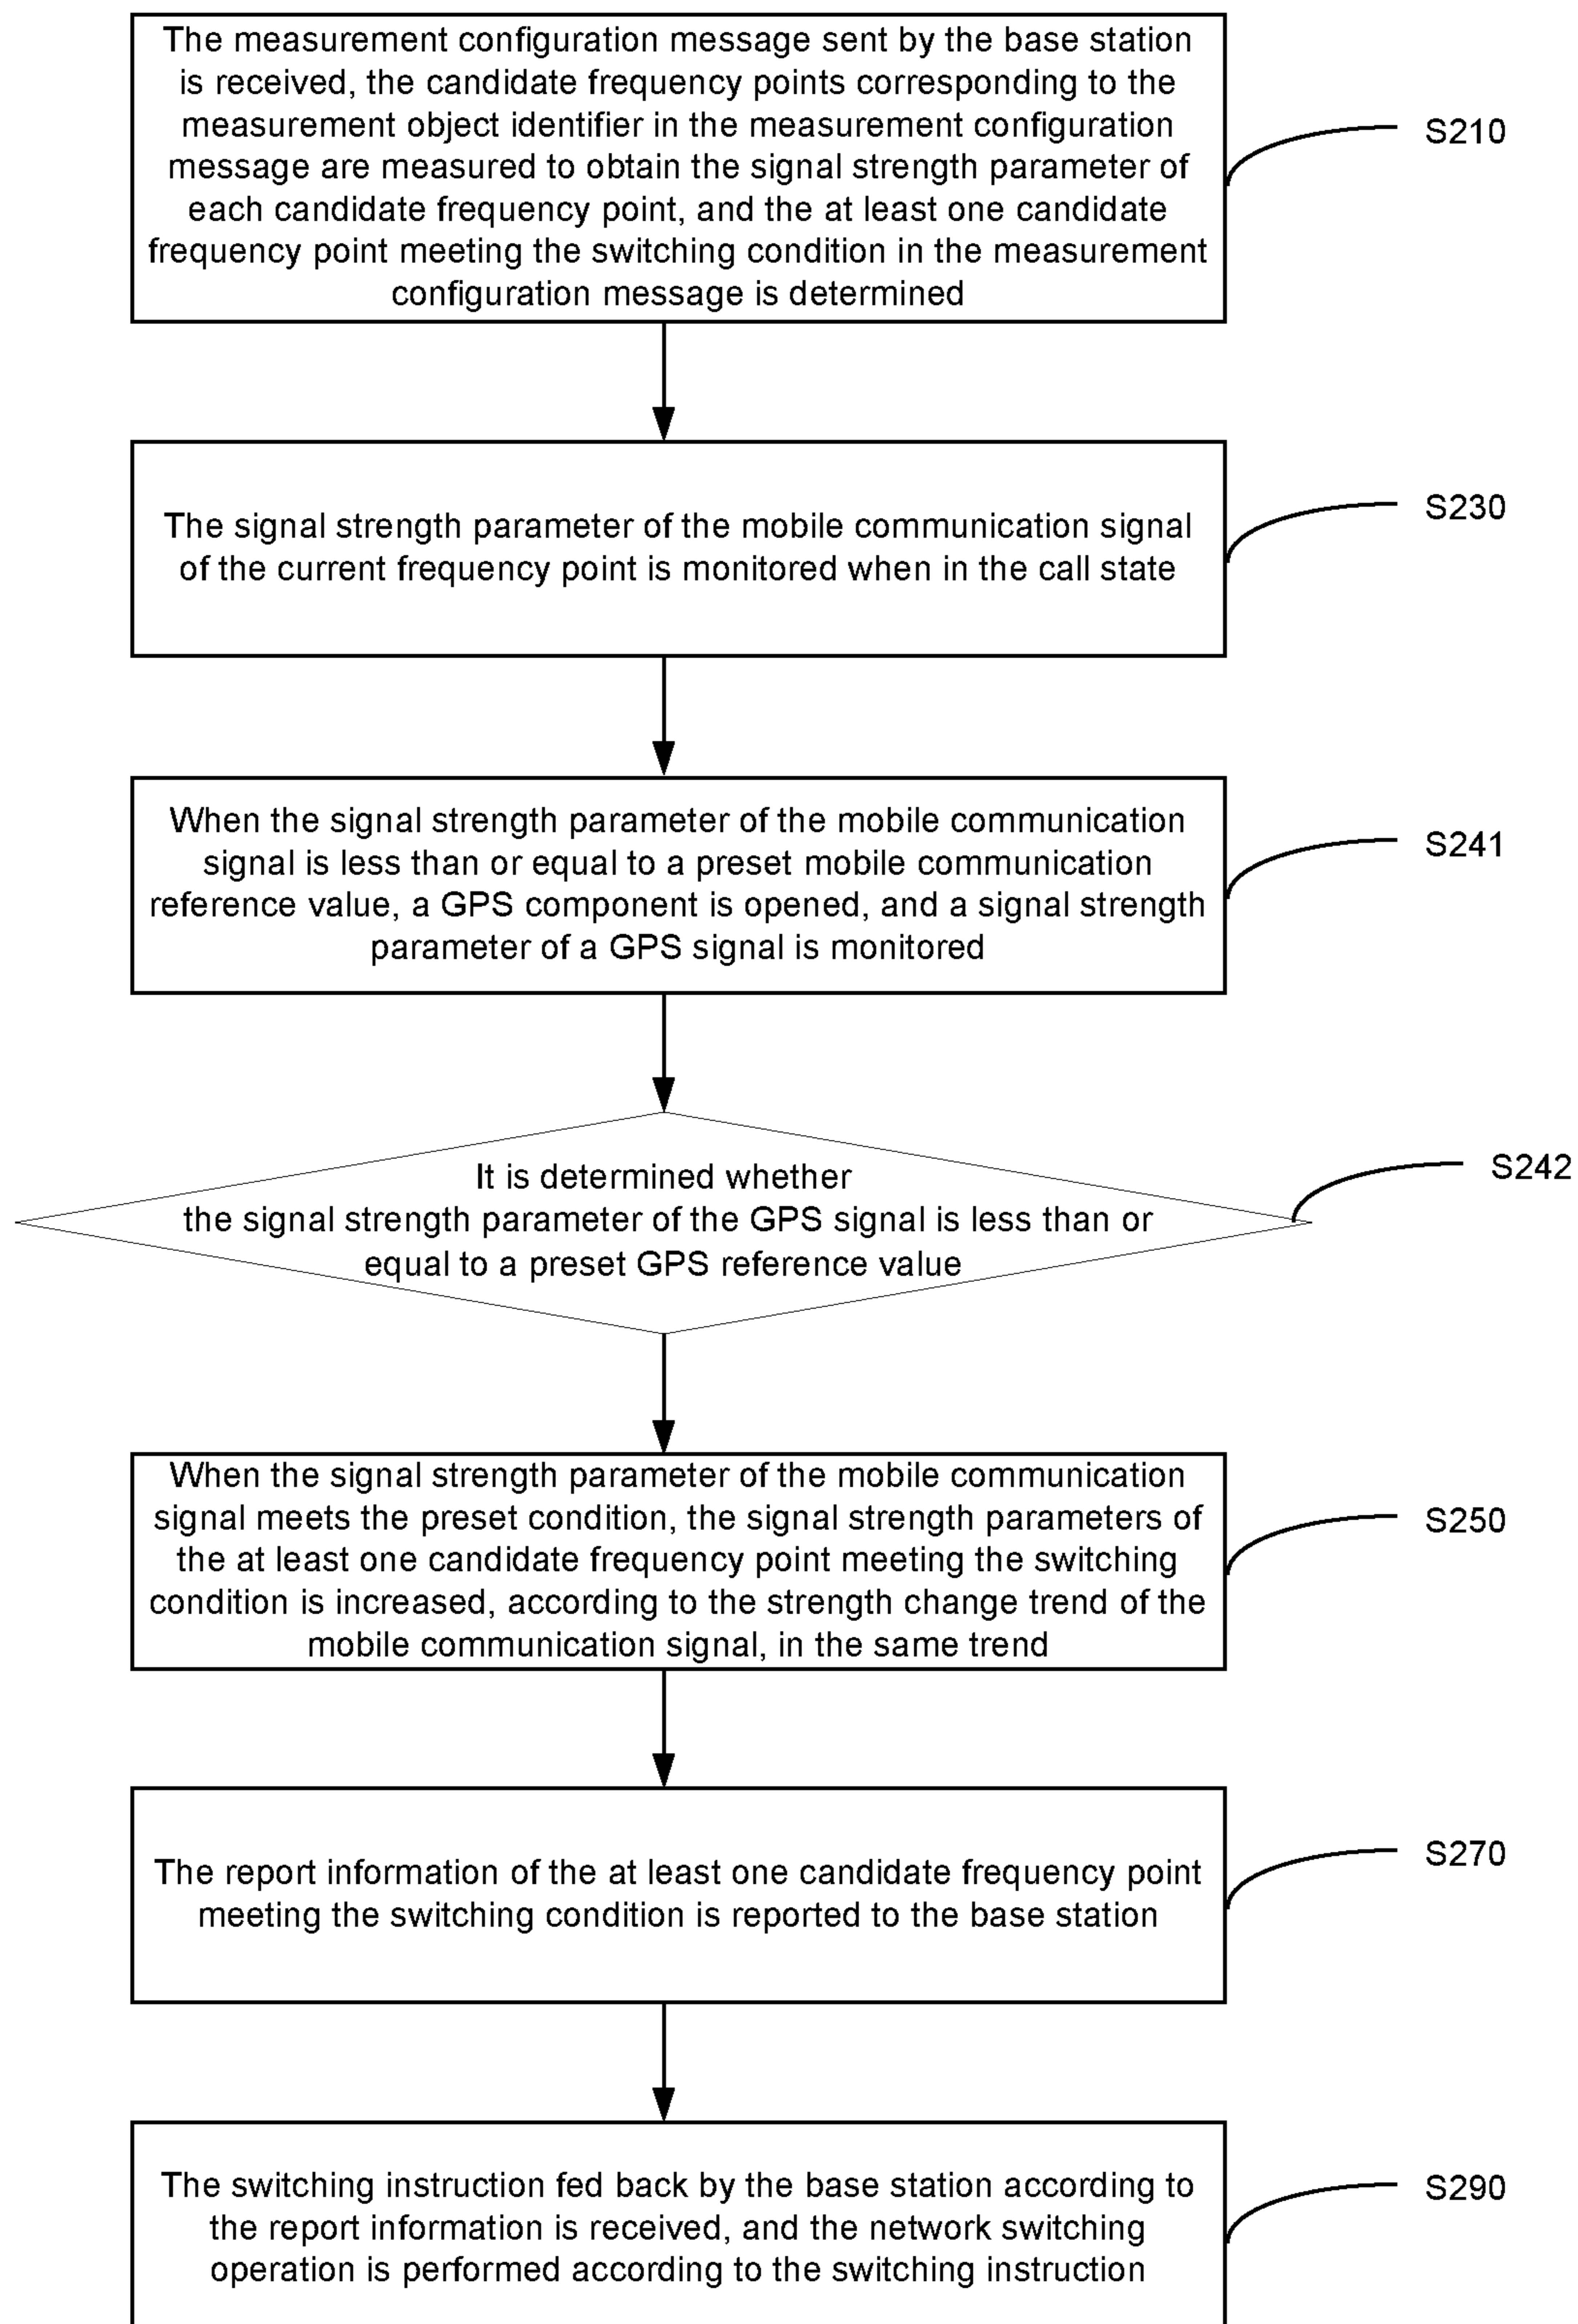 The measurement configuration message sent by the base station
is received, the candidate frequency points corresponding to the
measurement object identifier in the measurement configuration
message are measured to obtain the signal strength parameter of
each candidate frequency point, and the at least one candidate
frequency point meeting the switching condition in the measurement
configuration message is determined
S210
The signal strength parameter of the mobile communication signal
of the current frequency point is monitored when in the call state
S230
When the signal strength parameter of the mobile communication
signal is less than or equal to a preset mobile communication
reference value, a GPS component is opened, and a signal strength
parameter of a GPS signal is monitored
S241
It is determined whether
the signal strength parameter of the GPS signal is less than or
equal to a preset GPS reference value
S242
When the signal strength parameter of the mobile communication
signal meets the preset condition, the signal strength parameters of
the at least one candidate frequency point meeting the switching
condition is increased, according to the strength change trend of the
mobile communication signal, in the same trend
S250
The report information of the at least one candidate frequency point
meeting the switching condition is reported to the base station
S270
The switching instruction fed back by the base station according to
the report information is received, and the network switching
operation is performed according to the switching instruction
S290